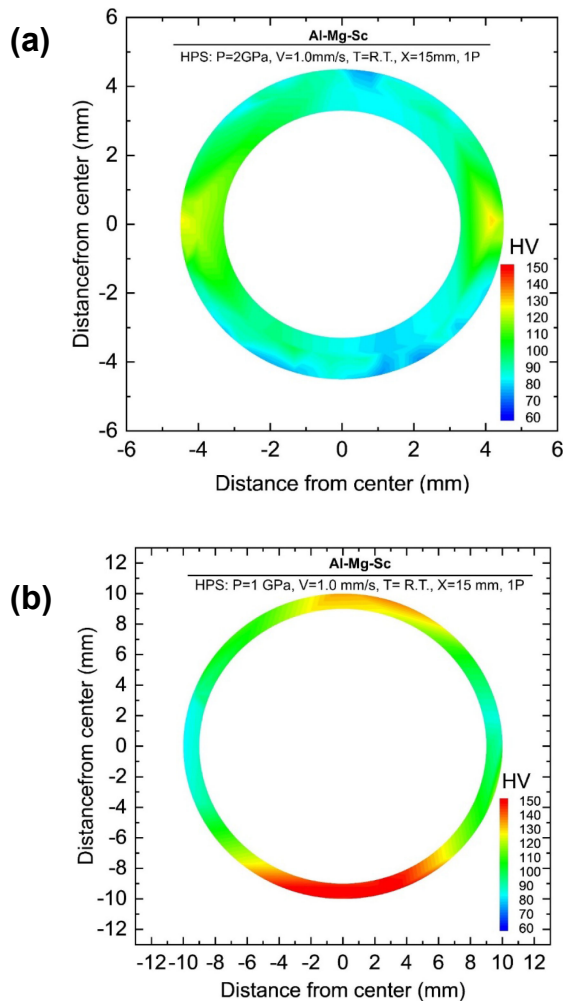 (a)
Al-Mg-Sc
HPS: P=2GPa, V=1.0mm/s, T=R.T., X=15mm, 1P
6
4
2
0
-2
-4
-6
Distancefrom center (mm)
HV
150
140
130
120
110
100
90
80
70
60
-6 -4 -2 0 2 4 6
Distance from center (mm)
(b)
Al-Mg-Sc
HPS: P=1 GPa, V=1.0 mm/s, T= R.T., X=15 mm, 1P
12
10
8
6
4
2
0
-2
-4
-6
-8
-10
-12
Distancefrom center (mm)
HV
150
140
130
120
110
100
90
80
70
60
-12 -10 -8 -6 -4 -2 0 2 4 6 8 10 12
Distance from center (mm)